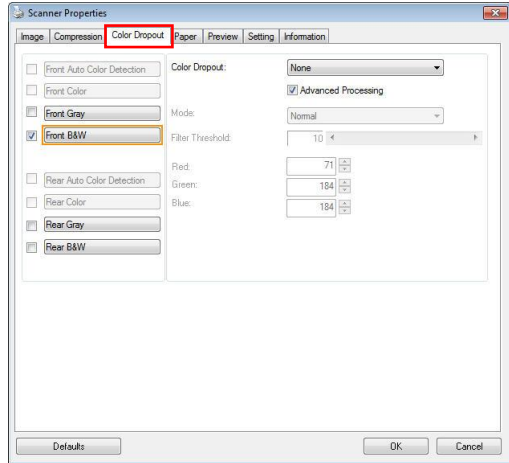 Scanner Properties
Image Compression Color Dropout Paper Preview Setting Information
Front Auto Color Detection
Front Color
Front Gray
Front B&W
Rear Auto Color Detection
Rear Color
Rear Gray
Rear B&W
Color Dropout: None
Advanced Processing
Mode: Normal
Filter Threshold: 10
Red: 71
Green: 184
Blue: 184
Defaults OK Cancel